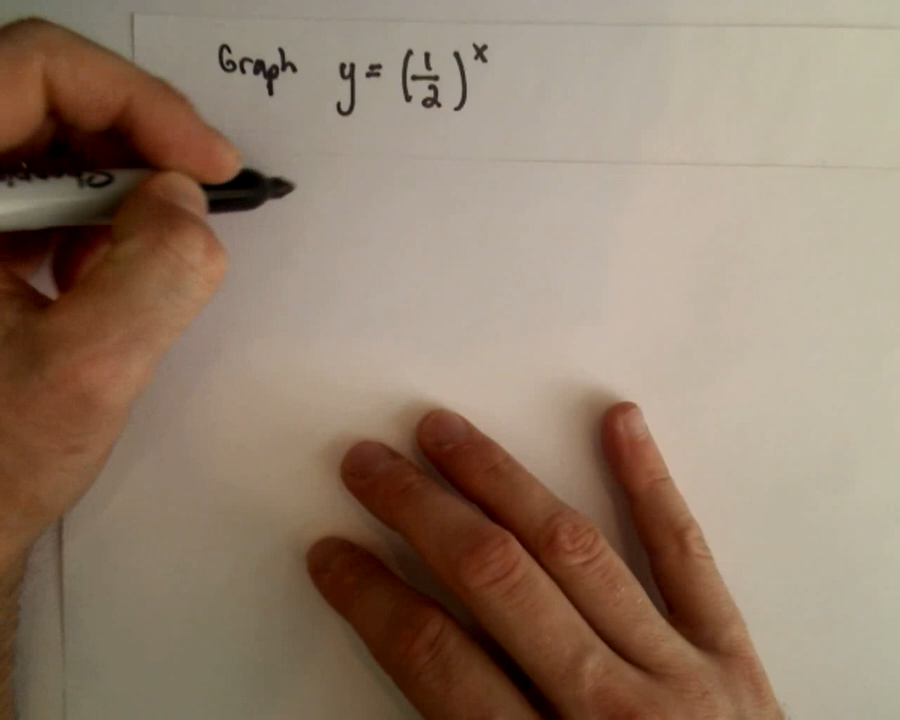 Graph y = (1/2)^x